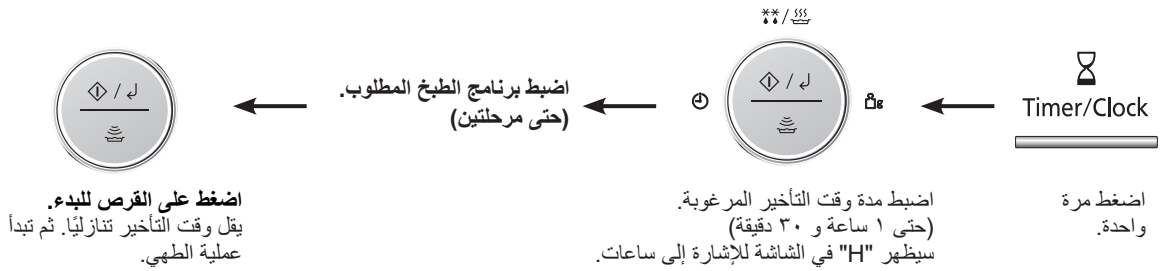 Timer/Clock
اضغط مرة
واحدة.
اضبط مدة وقت التأخير المرغوبة.
(حتى ١ ساعة و ٣٠ دقيقة)
سيظهر "H" في الشاشة للإشارة إلى ساعات.
اضبط برنامج الطبخ المطلوب.
(حتى مرحلتين)
اضغط على القرص للبدء.
يقل وقت التأخير تنازليًا. ثم تبدأ
عملية الطهي.